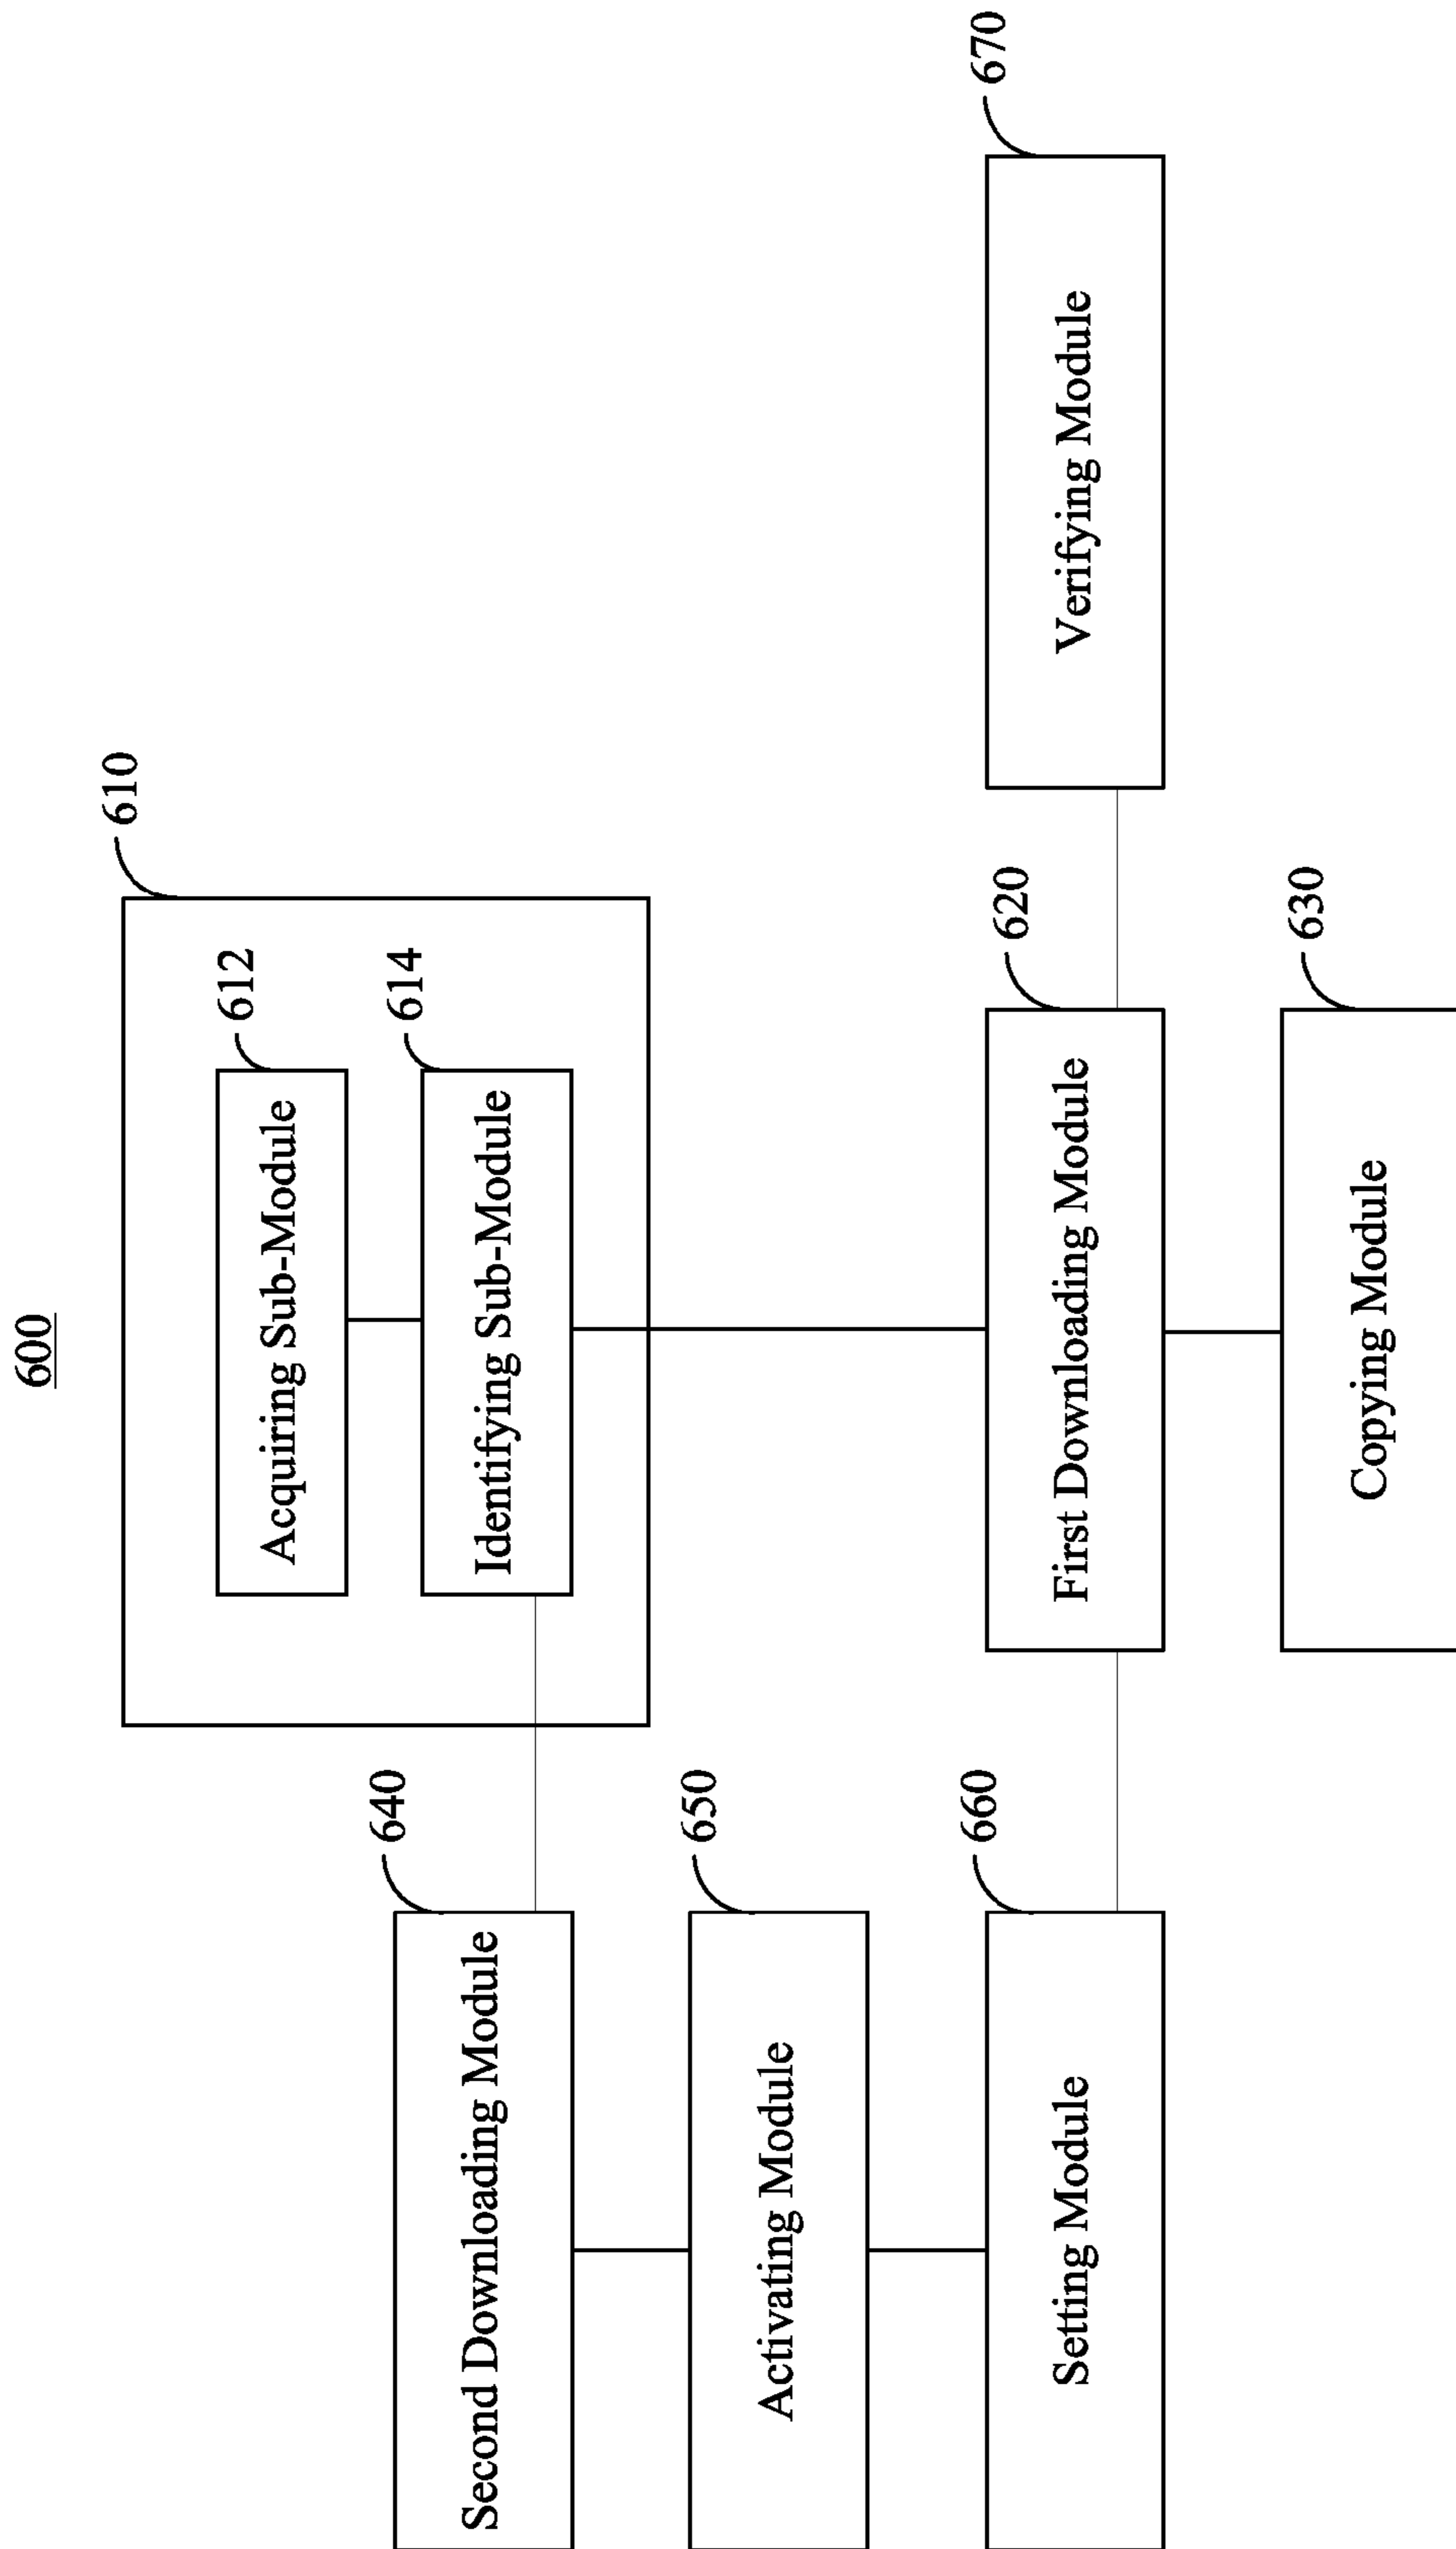 600
610
Acquiring Sub-Module
612
Identifying Sub-Module
614
Second Downloading Module
640
Activating Module
650
Setting Module
660
First Downloading Module
620
Verifying Module
670
Copying Module
630